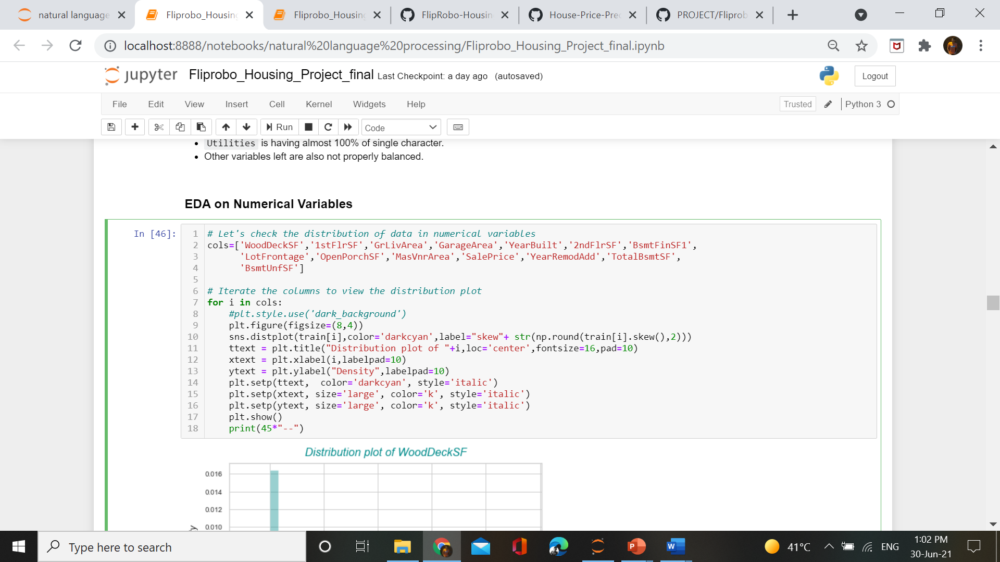 natural language
Fliprobo_Housing
Fliprobo_Housing
FlipRobo-Housin
House-Price-Pred
PROJECT/Fliprob
localhost:8888/notebooks/natural%20language%20processing/Fliprobo_Housing_Project_final.ipynb
jupyter Fliprobo_Housing_Project_final Last Checkpoint: a day ago (autosaved)
Logout
File Edit View Insert Cell Kernel Widgets Help
Trusted Python 3
Run Code
• Utilities is having almost 100% of single character.
• Other variables left are also not properly balanced.
EDA on Numerical Variables
In [46]:
1 # Let's check the distribution of data in numerical variables
2 cols=['WoodDeckSF','1stFlrSF','GrLivArea','GarageArea','YearBuilt','2ndFlrSF','BsmtFinSF1',
3 'LotFrontage','OpenPorchSF','MasVnrArea','SalePrice','YearRemodAdd','TotalBsmtSF',
4 'BsmtUnfSF']
5
6 # Iterate the columns to view the distribution plot
7 for i in cols:
8 #plt.style.use('dark_background')
9 plt.figure(figsize=(8,4))
10 sns.distplot(train[i],color='darkcyan',label="skew"+ str(np.round(train[i].skew(),2)))
11 ttext = plt.title("Distribution plot of "+i,loc='center',fontsize=16,pad=10)
12 xtext = plt.xlabel(i,labelpad=10)
13 ytext = plt.ylabel("Density",labelpad=10)
14 plt.setp(ttext,  color='darkcyan', style='italic')
15 plt.setp(xtext, size='large', color='k', style='italic')
16 plt.setp(ytext, size='large', color='k', style='italic')
17 plt.show()
18 print(45*"--")
Distribution plot of WoodDeckSF
0.016
0.014
0.012
0.010
Type here to search
41°C
ENG
1:02 PM
30-Jun-21